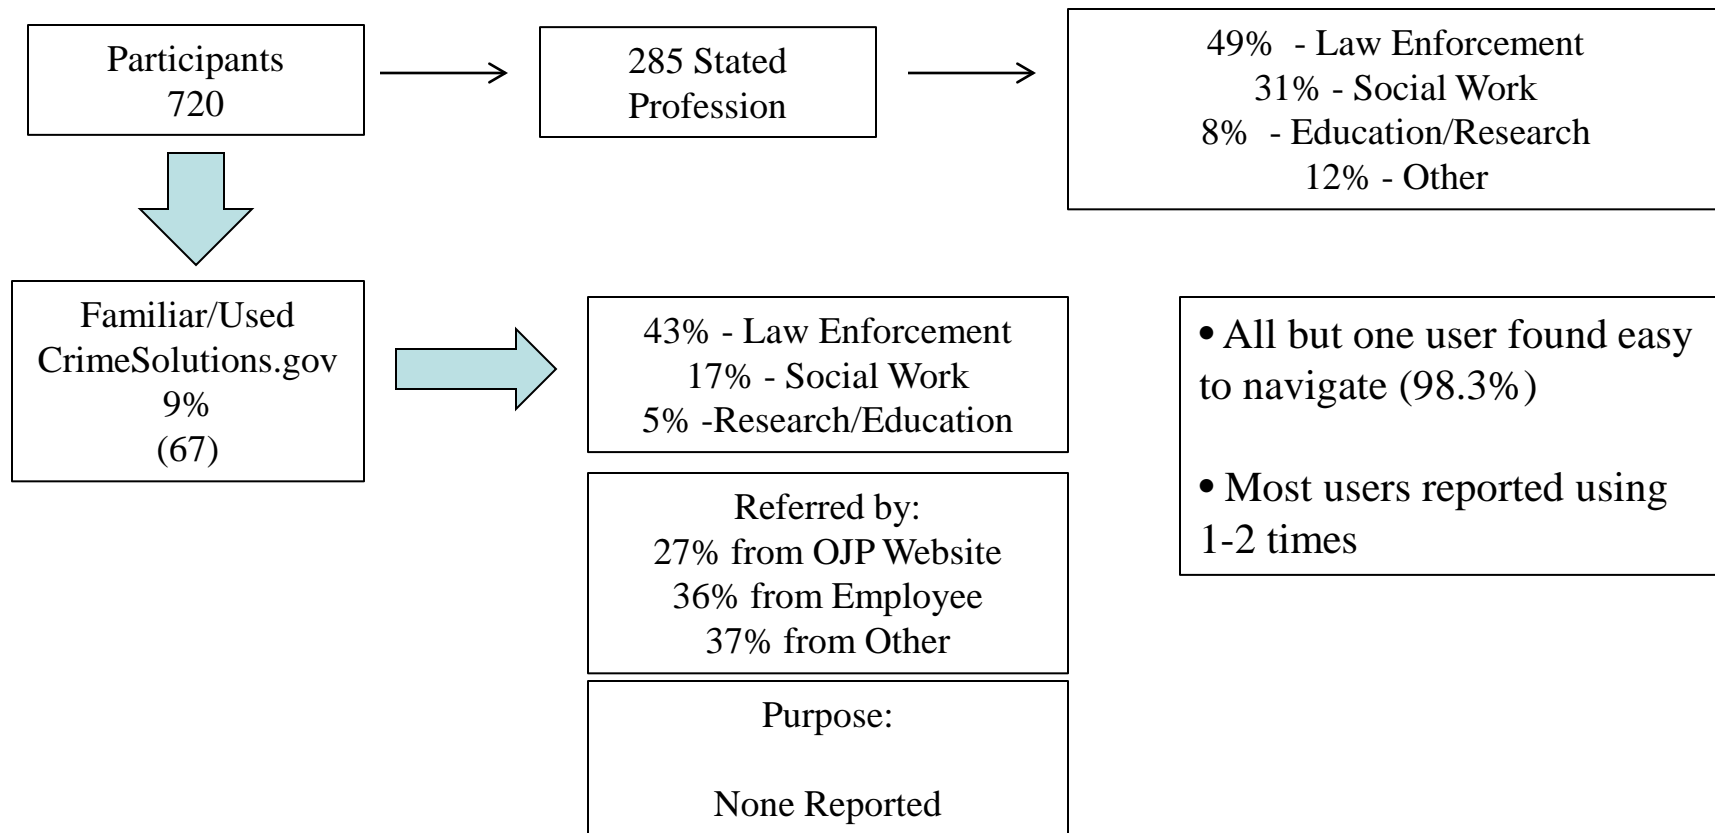 Participants
720
285 Stated
Profession
49%  - Law Enforcement
31% - Social Work
8%  - Education/Research
12% - Other
Familiar/Used
CrimeSolutions.gov
9%
(67)
43% - Law Enforcement
17% - Social Work
5% -Research/Education
Referred by:
27% from OJP Website
36% from Employee
37% from Other
Purpose:
None Reported
• All but one user found easy
to navigate (98.3%)
• Most users reported using
1-2 times